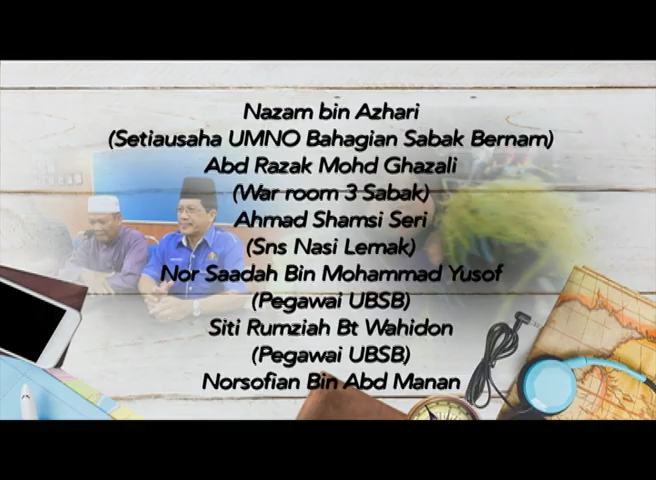 Nazam bin Azhari
(Setiausaha UMNO Bahagian Sabak Bernam)
Abd Razak Mohd Ghazali
(War room 3 Sabak)
Ahmad Shamsi Seri
(Sns Nasi Lemak)
Nor Saadah Bin Mohammad Yusof
(Pegawai UBSB)
Siti Rumziah Bt Wahidon
(Pegawai UBSB)
Norsofian Bin Abd Manan